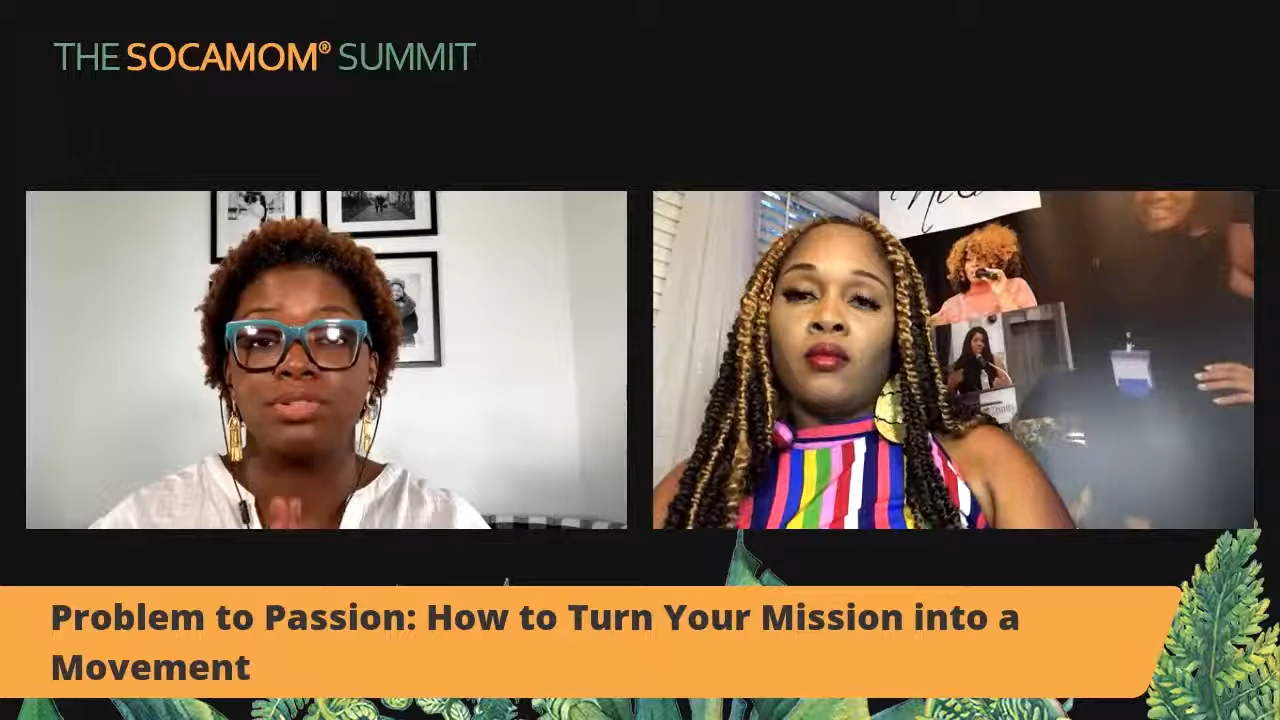 THE SOCAMOM® SUMMIT
Problem to Passion: How to Turn Your Mission into a
Movement